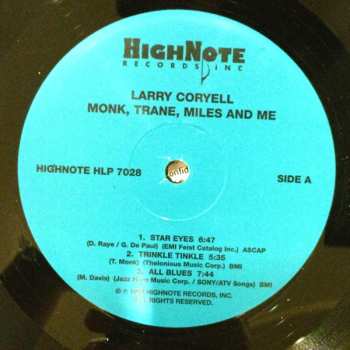 HIGHNOTE
RECORDS, INC
LARRY CORYELL
MONK, TRANE, MILES AND ME
HIGHNOTE HLP 7028
SIDE A
1. STAR EYES 6:47
(D. Raye / G. De Paul) (EMI Feist Catalog Inc.) ASCAP
2. TRINKLE TINKLE 5:35
(T. Monk) (Thelonious Music Corp.) BMI
3. ALL BLUES 7:44
(M. Davis) (Jazz Horn Music Corp. / SONY/ATV Songs) BMI
HIGHNOTE RECORDS, INC.
RIGHTS RESERVED.